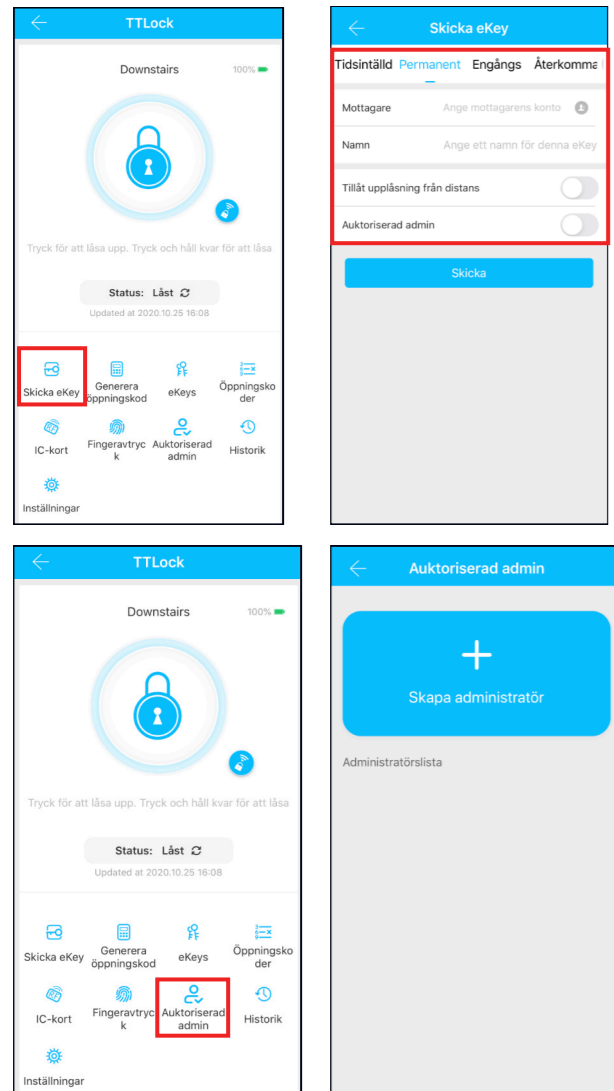 TTLock
Downstairs 100%
Tryck för att låsa upp. Tryck och håll kvar för att låsa
Status: Låst
Updated at 2020.10.25 16:08
Skicka eKey
Generera
öppningskod
eKeys
Öppningsko
der
IC-kort
Fingeravtryc
k
Auktoriserad
admin
Historik
Inställningar
Skicka eKey
Tidsintälld Permanent Engångs Återkomma
Mottagare Ange mottagarens konto
Namn Ange ett namn för denna eKey
Tillåt upplåsning från distans
Auktoriserad admin
Skicka
TTLock
Downstairs 100%
Tryck för att låsa upp. Tryck och håll kvar för att låsa
Status: Låst
Updated at 2020.10.25 16:08
Skicka eKey
Generera
öppningskod
eKeys
Öppningsko
der
IC-kort
Fingeravtryc
k
Auktoriserad
admin
Historik
Inställningar
Auktoriserad admin
Skapa administratör
Administratörslista